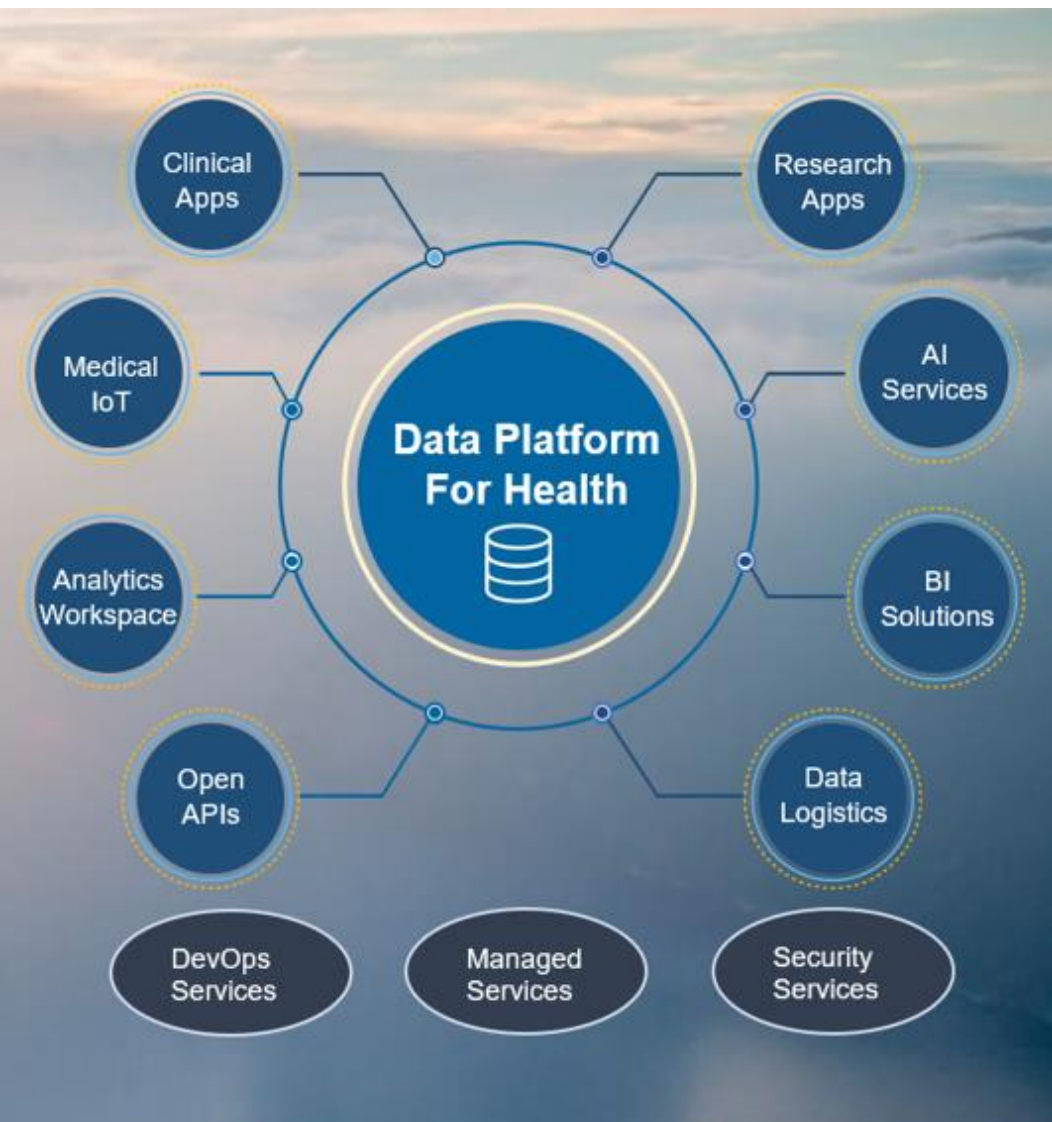 Clinical
Apps
Research
Apps
Medical
IoT
AI
Services
Data Platform
For Health
Analytics
Workspace
BI
Solutions
Open
APIs
Data
Logistics
DevOps
Services
Managed
Services
Security
Services